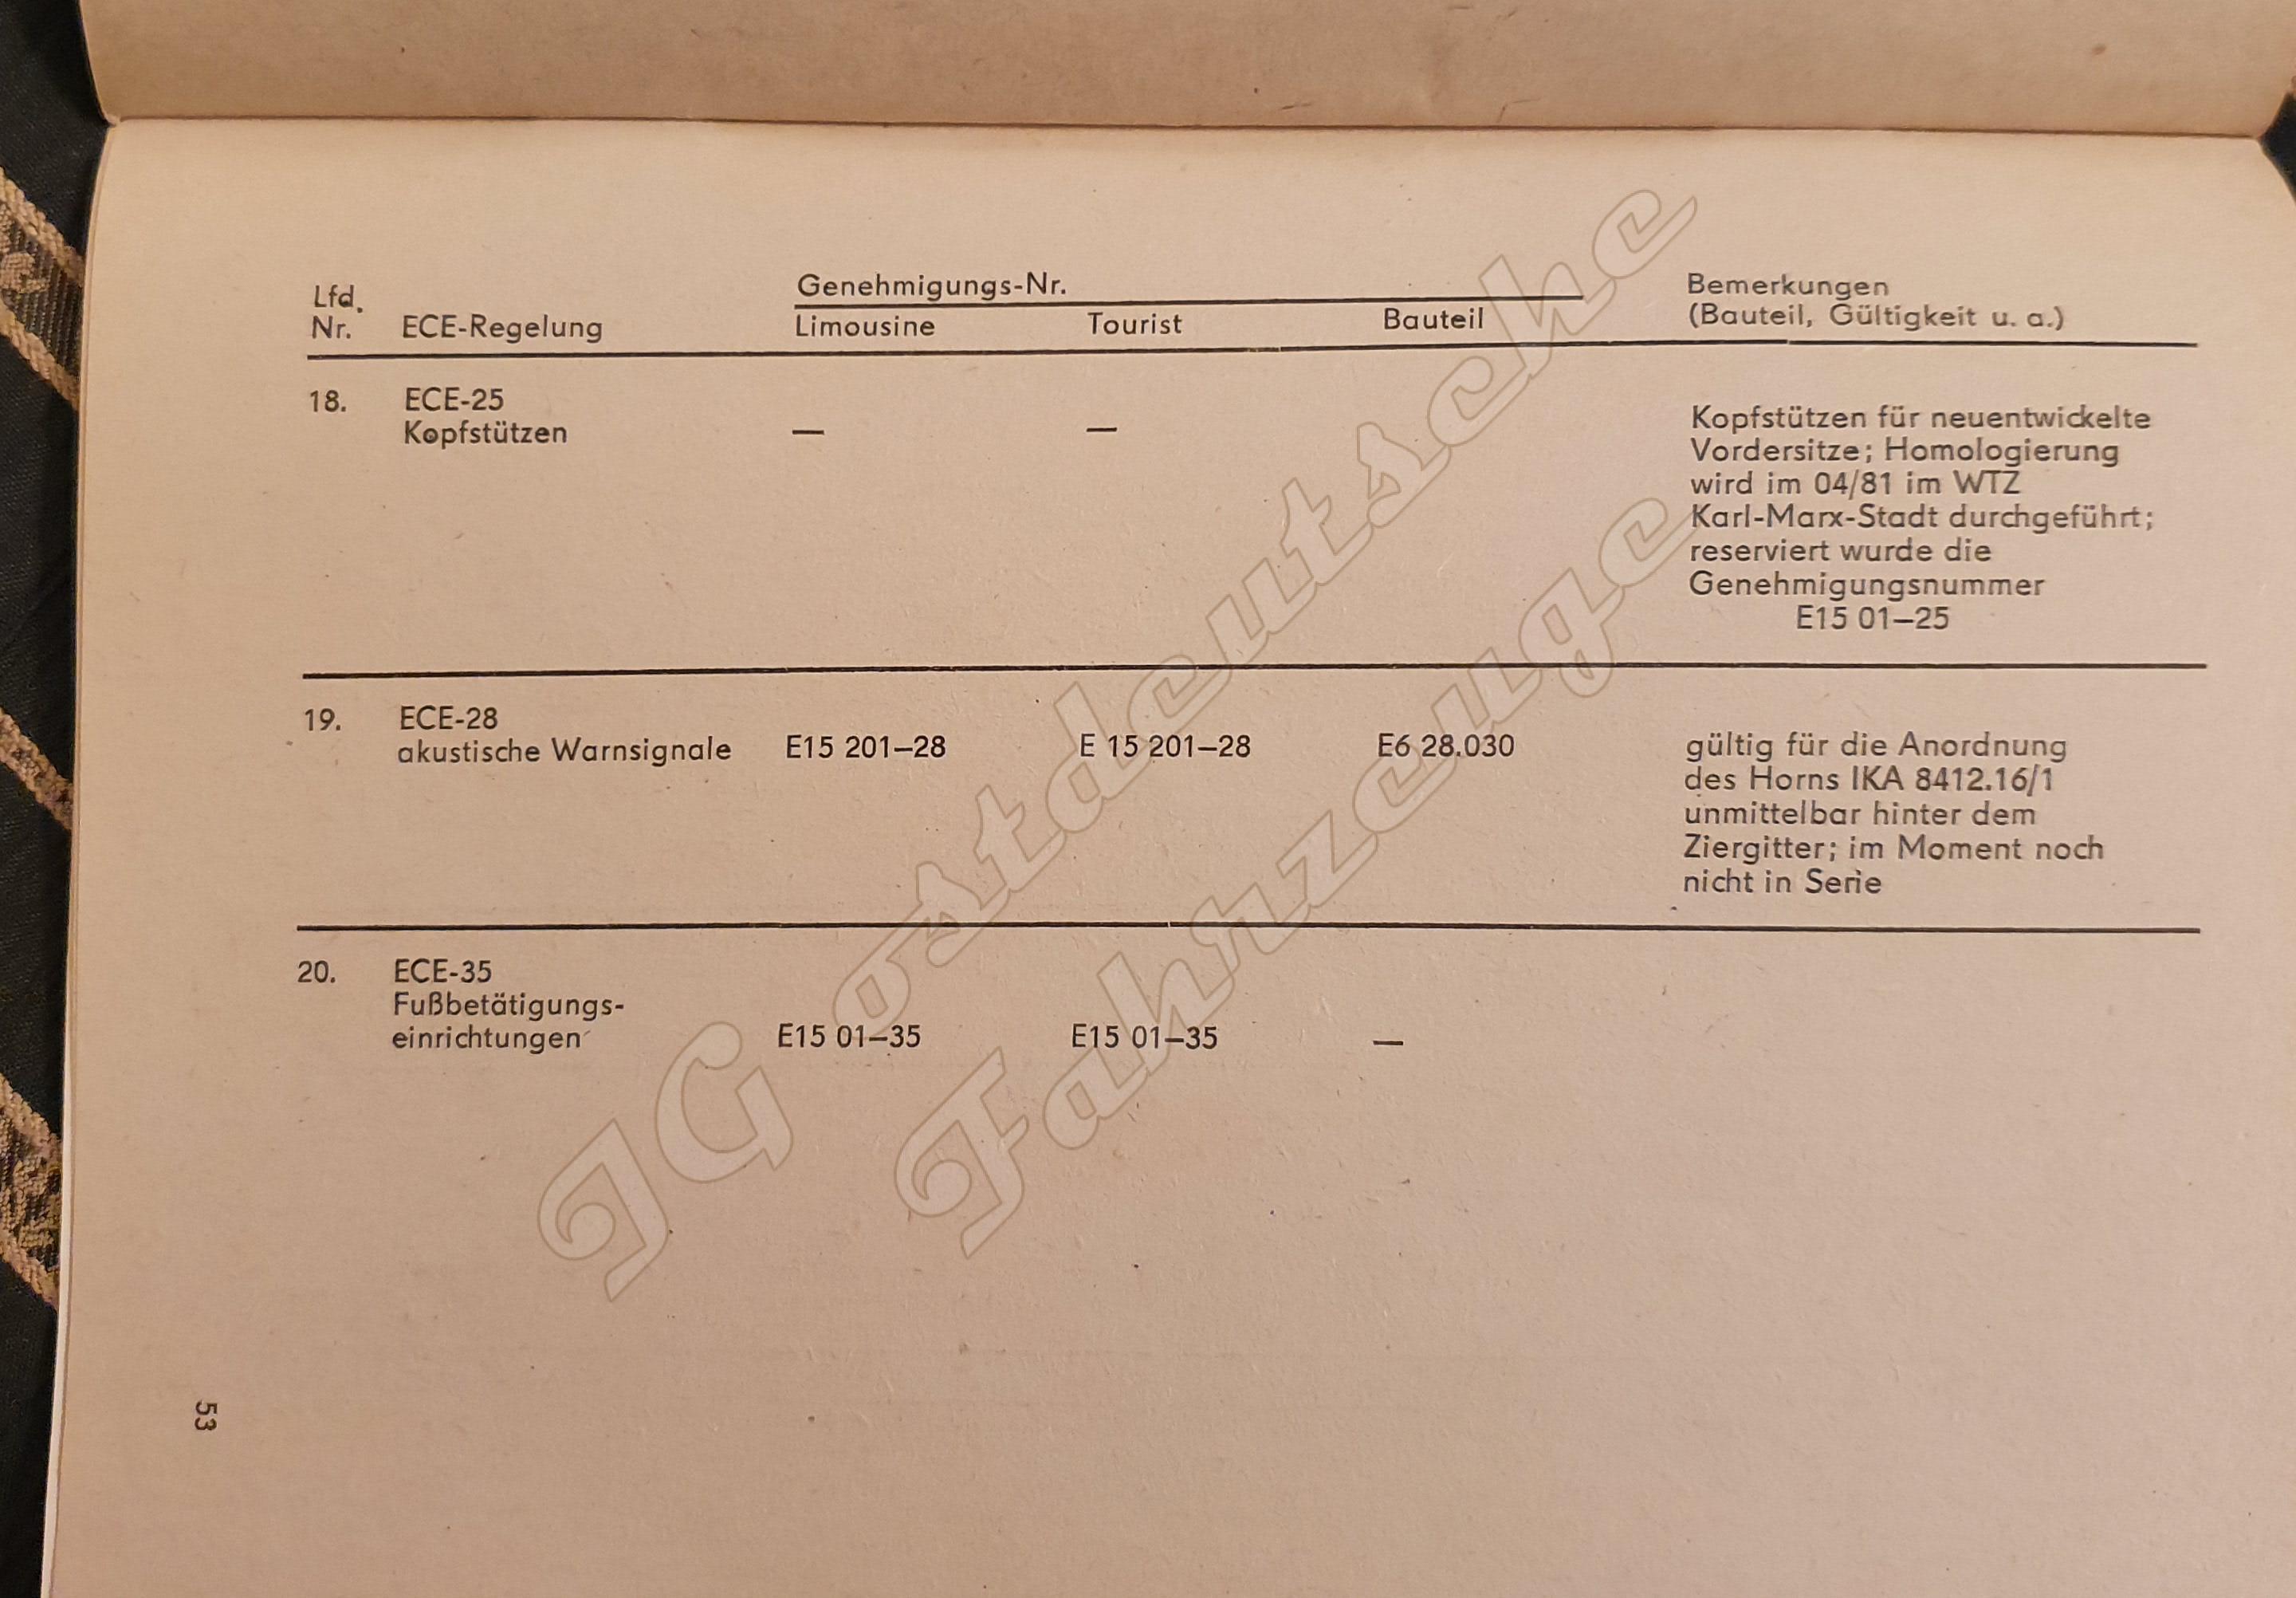 Lfd.
Nr. ECE-Regelung
Genehmigungs-Nr.
Limousine Tourist Bauteil
Bemerkungen
(Bauteil, Gültigkeit u. a.)
18. ECE-25
Kopfstützen — —
Kopfstützen für neuentwickelte
Vordersitze; Homologierung
wird im 04/81 im WTZ
Karl-Marx-Stadt durchgeführt;
reserviert wurde die
Genehmigungsnummer
E15 01–25
19. ECE-28
akustische Warnsignale E15 201–28 E 15 201–28 E6 28.030
gültig für die Anordnung
des Horns IKA 8412.16/1
unmittelbar hinter dem
Ziergitter; im Moment noch
nicht in Serie
20. ECE-35
Fußbetätigungs-
einrichtungen E15 01–35 E15 01–35 —
53
IG ostdeutsche
Fahrzeuge